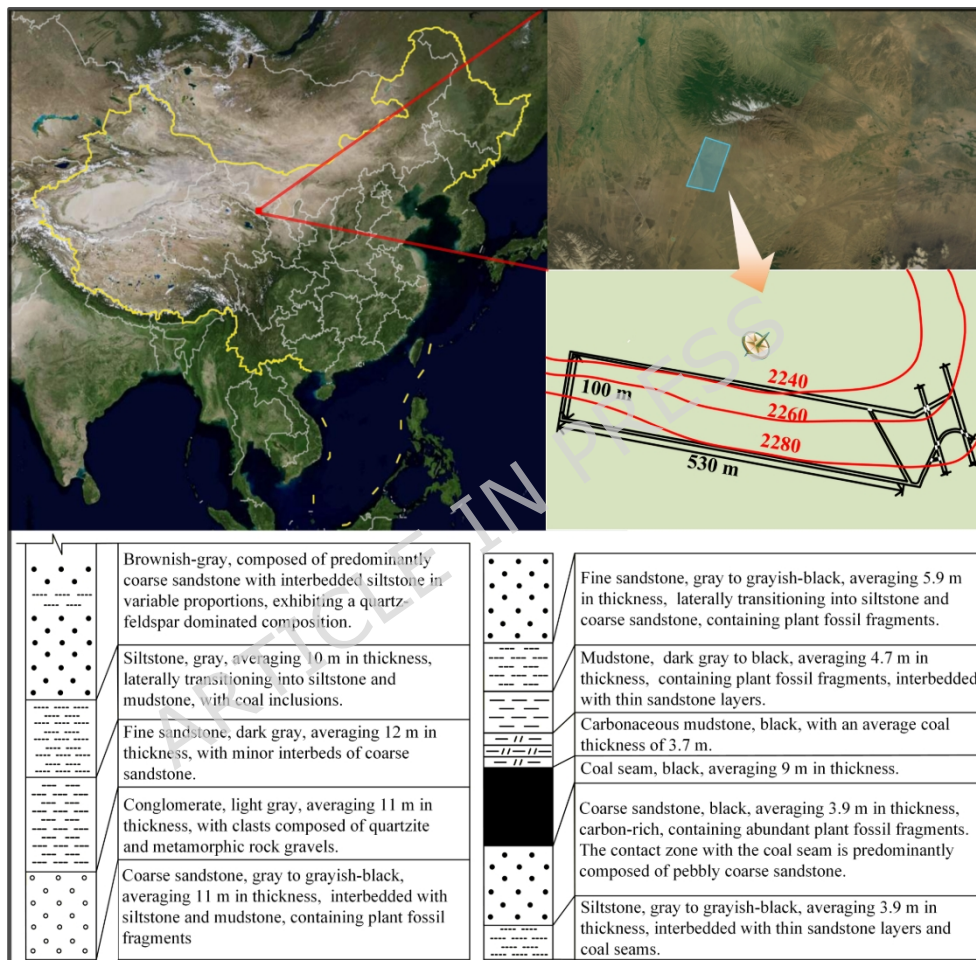 2240
100 m
2260
2280
530 m
ARTICLE IN PRESS
Brownish-gray, composed of predominantly
coarse sandstone with interbedded siltstone in
variable proportions, exhibiting a quartz-
feldspar dominated composition.
Siltstone, gray, averaging 10 m in thickness,
laterally transitioning into siltstone and
mudstone, with coal inclusions.
Fine sandstone, dark gray, averaging 12 m in
thickness, with minor interbeds of coarse
sandstone.
Conglomerate, light gray, averaging 11 m in
thickness, with clasts composed of quartzite
and metamorphic rock gravels.
Coarse sandstone, gray to grayish-black,
averaging 11 m in thickness, interbedded with
siltstone and mudstone, containing plant fossil
fragments
Fine sandstone, gray to grayish-black, averaging 5.9 m
in thickness, laterally transitioning into siltstone and
coarse sandstone, containing plant fossil fragments.
Mudstone, dark gray to black, averaging 4.7 m in
thickness, containing plant fossil fragments, interbedded
with thin sandstone layers.
Carbonaceous mudstone, black, with an average coal
thickness of 3.7 m.
Coal seam, black, averaging 9 m in thickness.
Coarse sandstone, black, averaging 3.9 m in thickness,
carbon-rich, containing abundant plant fossil fragments.
The contact zone with the coal seam is predominantly
composed of pebbly coarse sandstone.
Siltstone, gray to grayish-black, averaging 3.9 m in
thickness, interbedded with thin sandstone layers and
coal seams.